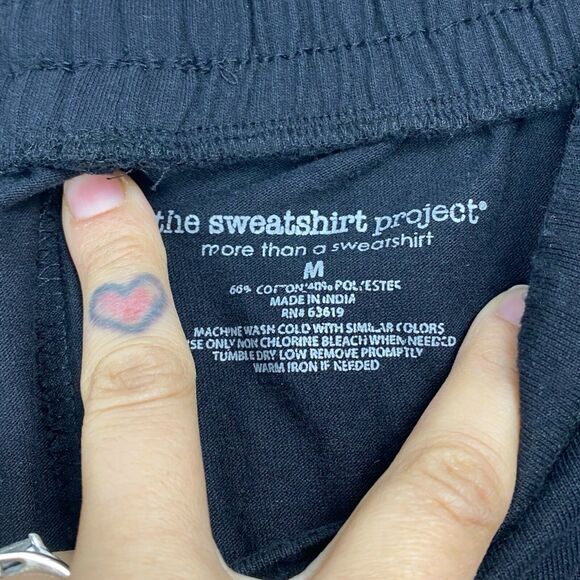 the sweatshirt project®
more than a sweatshirt
M
60% COTTON 40% POLYESTER
MADE IN INDIA
RN# 63619
MACHINE WASH COLD WITH SIMILAR COLORS
SE ONLY NON CHLORINE BLEACH WHEN NEEDED
TUMBLE DRY LOW REMOVE PROMPTLY
WARM IRON IF NEEDED